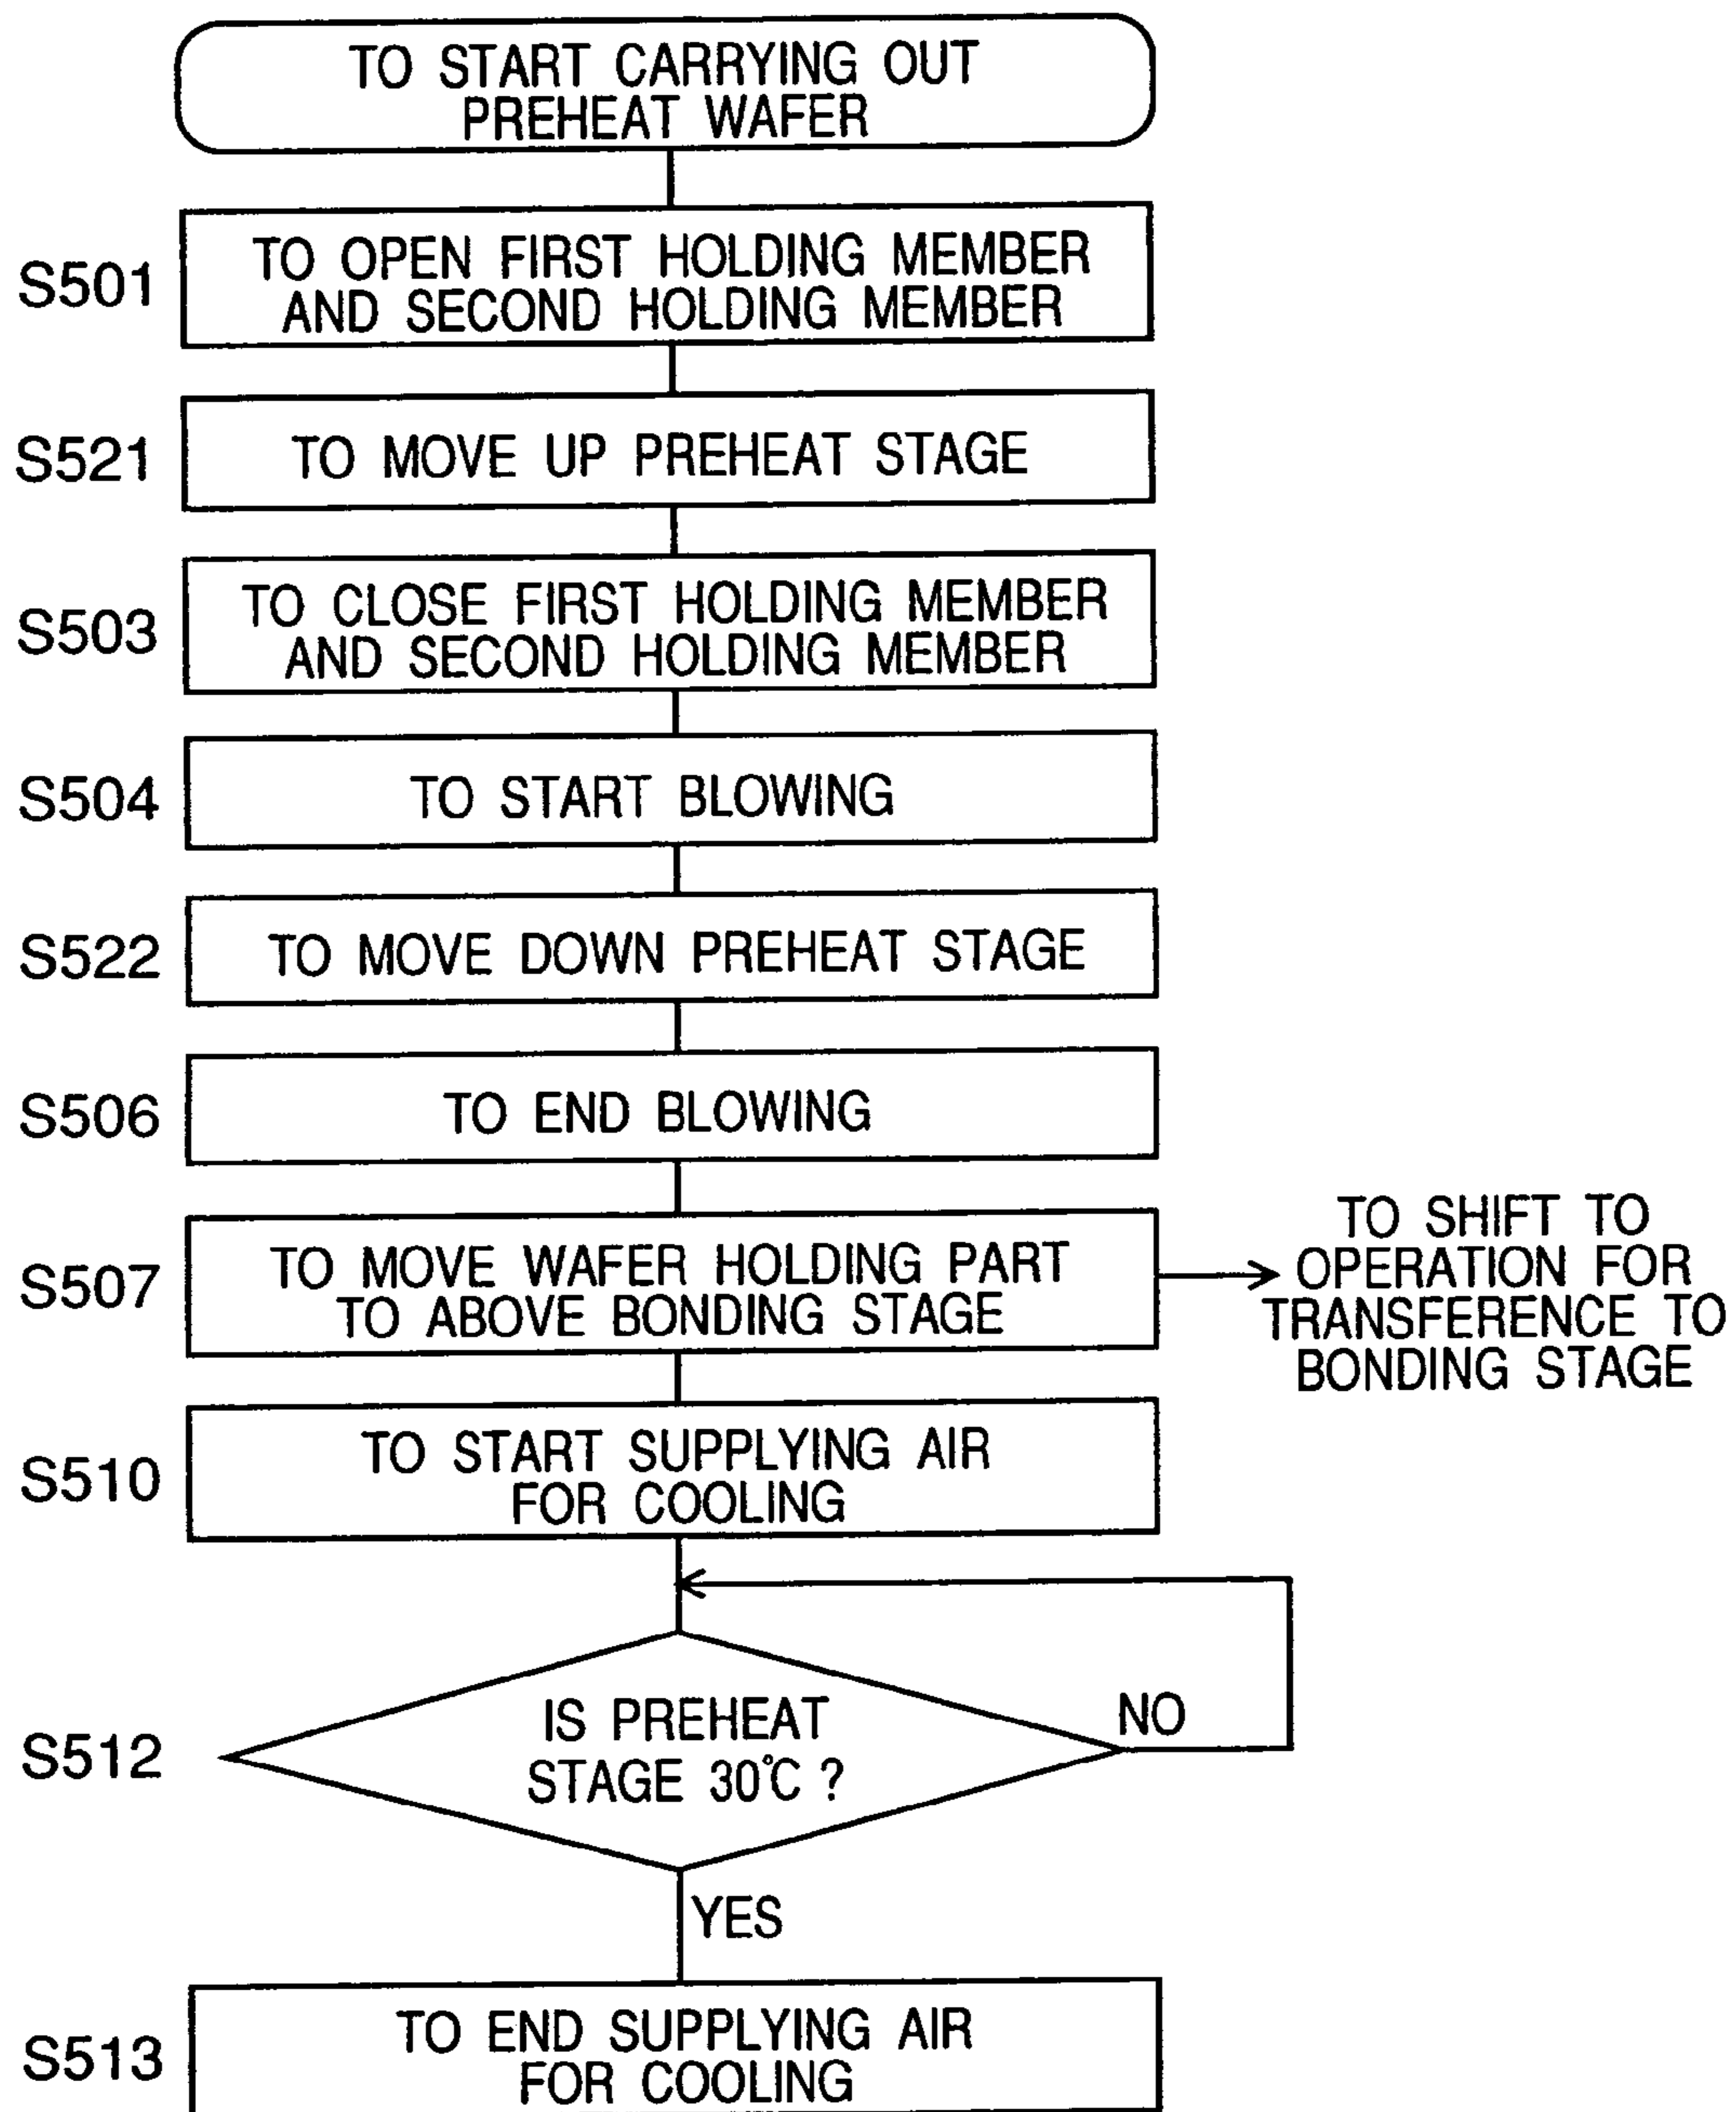 TO START CARRYING OUT
PREHEAT WAFER
S501
TO OPEN FIRST HOLDING MEMBER
AND SECOND HOLDING MEMBER
S521
TO MOVE UP PREHEAT STAGE
S503
TO CLOSE FIRST HOLDING MEMBER
AND SECOND HOLDING MEMBER
S504
TO START BLOWING
S522
TO MOVE DOWN PREHEAT STAGE
S506
TO END BLOWING
S507
TO MOVE WAFER HOLDING PART
TO ABOVE BONDING STAGE
TO SHIFT TO
OPERATION FOR
TRANSFERENCE TO
BONDING STAGE
S510
TO START SUPPLYING AIR
FOR COOLING
S512
IS PREHEAT
STAGE 30℃ ?
NO
YES
S513
TO END SUPPLYING AIR
FOR COOLING